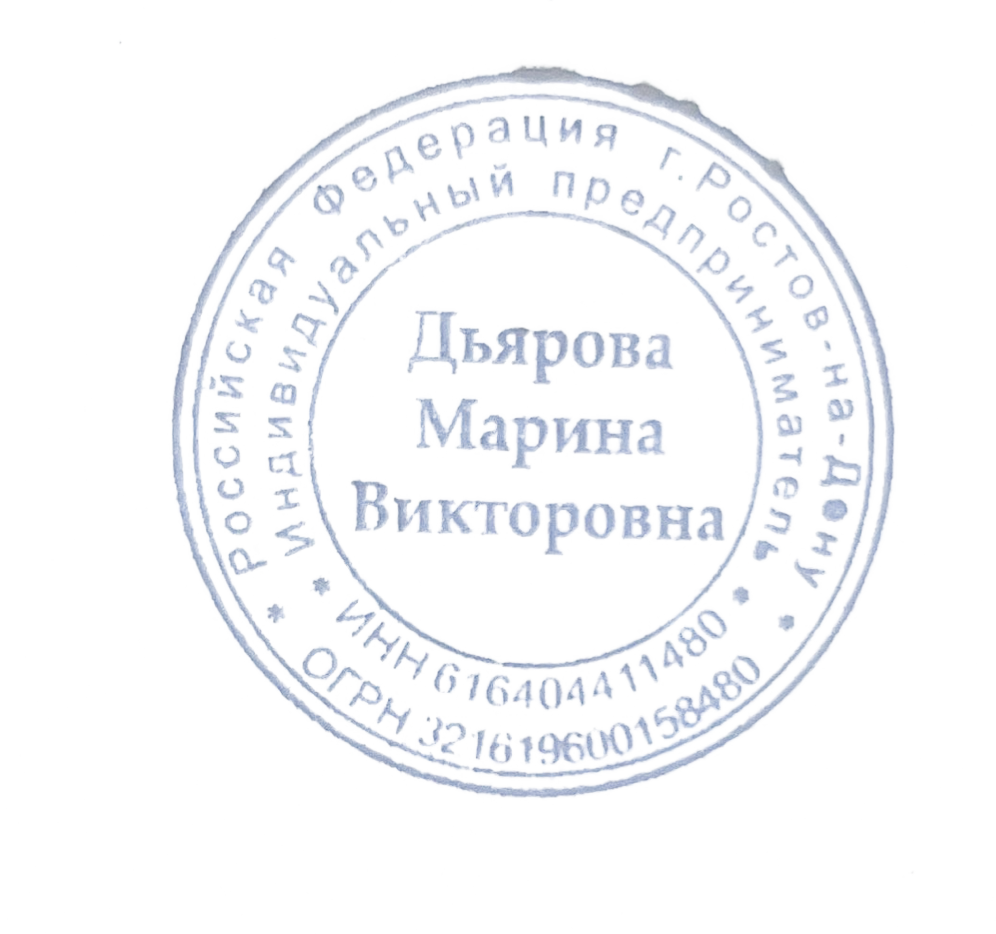 Российская Федерация г.Ростов-на-Дону
Индивидуальный предприниматель
Дьярова
Марина
Викторовна
* ИНН 616404411480 *
* ОГРН 321619600158480 *